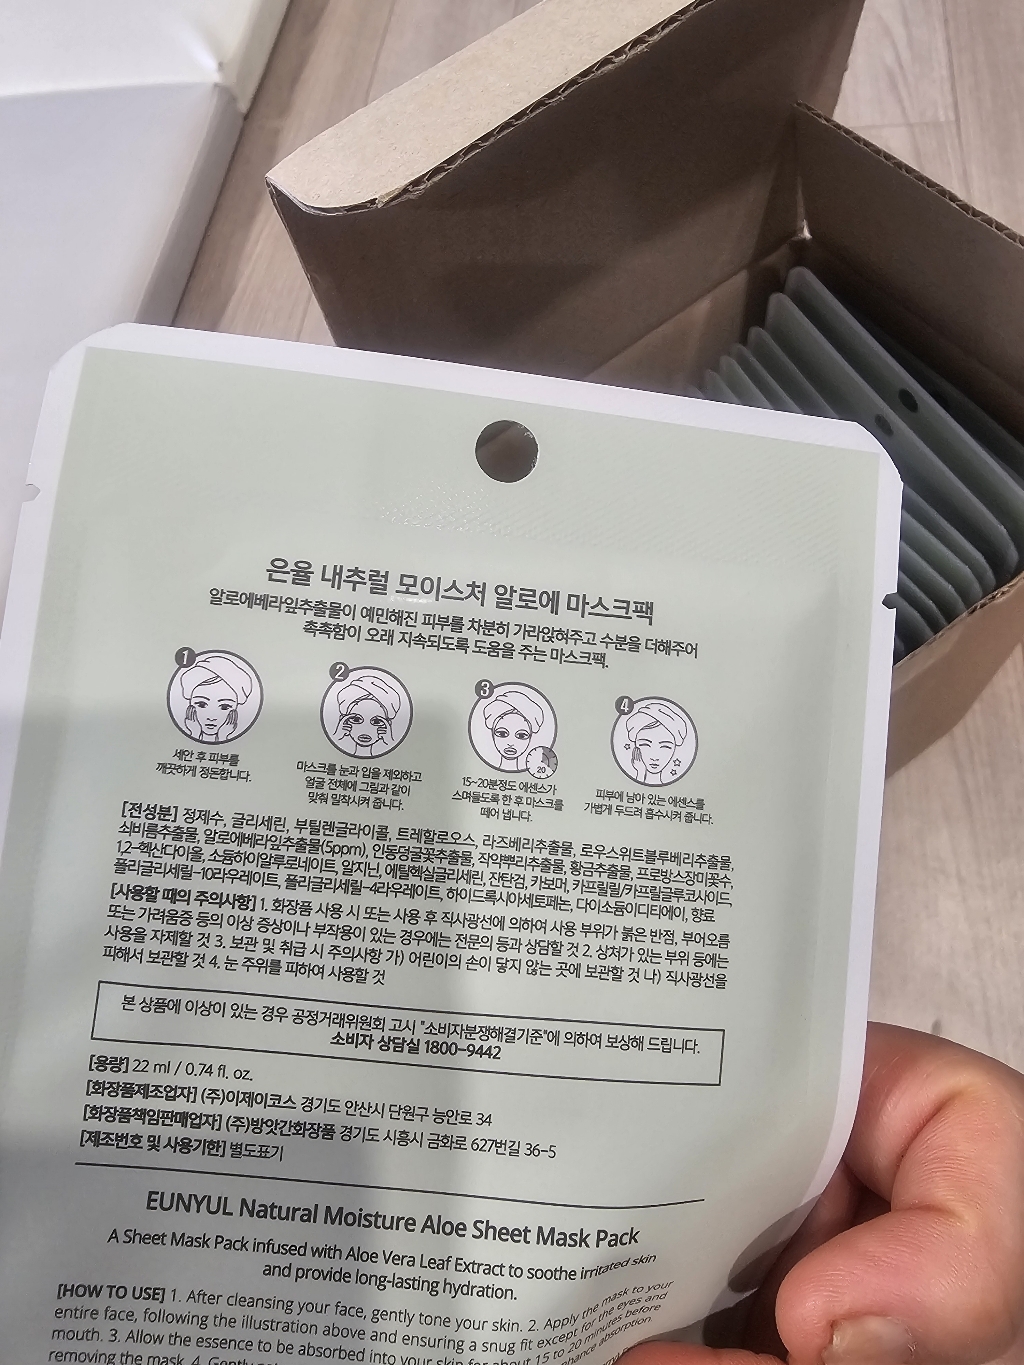 은율 내추럴 모이스처 알로에 마스크팩
알로에베라잎추출물이 예민해진 피부를 차분히 가라앉혀주고 수분을 더해주어
촉촉함이 오래 지속되도록 도움을 주는 마스크팩.
1
2
3
4
20
세안 후 피부를
깨끗하게 정돈합니다.
마스크를 눈과 입을 제외하고
얼굴 전체에 그림과 같이
맞춰 밀착시켜 줍니다.
15~20분정도 에센스가
스며들도록 한 후 마스크를
떼어 냅니다.
피부에 남아 있는 에센스를
가볍게 두드려 흡수시켜 줍니다.
[전성분] 정제수, 글리세린, 부틸렌글라이콜, 트레할로오스, 라즈베리추출물, 로우스위트블루베리추출물,
쇠비름추출물, 알로에베라잎추출물(5ppm), 인동덩굴꽃추출물, 작약뿌리추출물, 황금추출물, 프로방스장미꽃수,
1,2-헥산다이올, 소듐하이알루로네이트, 알지닌, 에틸헥실글리세린, 잔탄검, 카보머, 카프릴릴/카프릴글루코사이드,
폴리글리세릴-10라우레이트, 폴리글리세릴-4라우레이트, 하이드록시아세토페논, 다이소듐이디티에이, 향료
[사용할 때의 주의사항] 1. 화장품 사용 시 또는 사용 후 직사광선에 의하여 사용 부위가 붉은 반점, 부어오름
또는 가려움증 등의 이상 증상이나 부작용이 있는 경우에는 전문의 등과 상담할 것 2. 상처가 있는 부위 등에는
사용을 자제할 것 3. 보관 및 취급 시 주의사항 가) 어린이의 손이 닿지 않는 곳에 보관할 것 나) 직사광선을
피해서 보관할 것 4. 눈 주위를 피하여 사용할 것
본 상품에 이상이 있는 경우 공정거래위원회 고시 "소비자분쟁해결기준"에 의하여 보상해 드립니다.
소비자 상담실 1800-9442
[용량] 22 ml / 0.74 fl. oz.
[화장품제조업자] (주)이제이코스 경기도 안산시 단원구 능안로 34
[화장품책임판매업자] (주)방앗간화장품 경기도 시흥시 금화로 627번길 36-5
[제조번호 및 사용기한] 별도표기
EUNYUL Natural Moisture Aloe Sheet Mask Pack
A Sheet Mask Pack infused with Aloe Vera Leaf Extract to soothe irritated skin
and provide long-lasting hydration.
[HOW TO USE] 1. After cleansing your face, gently tone your skin. 2. Apply the mask to your
entire face, following the illustration above and ensuring a snug fit except for the eyes and
mouth. 3. Allow the essence to be absorbed into your skin for about 15 to 20 minutes before
removing the mask. 4. Gently enhance absorption.